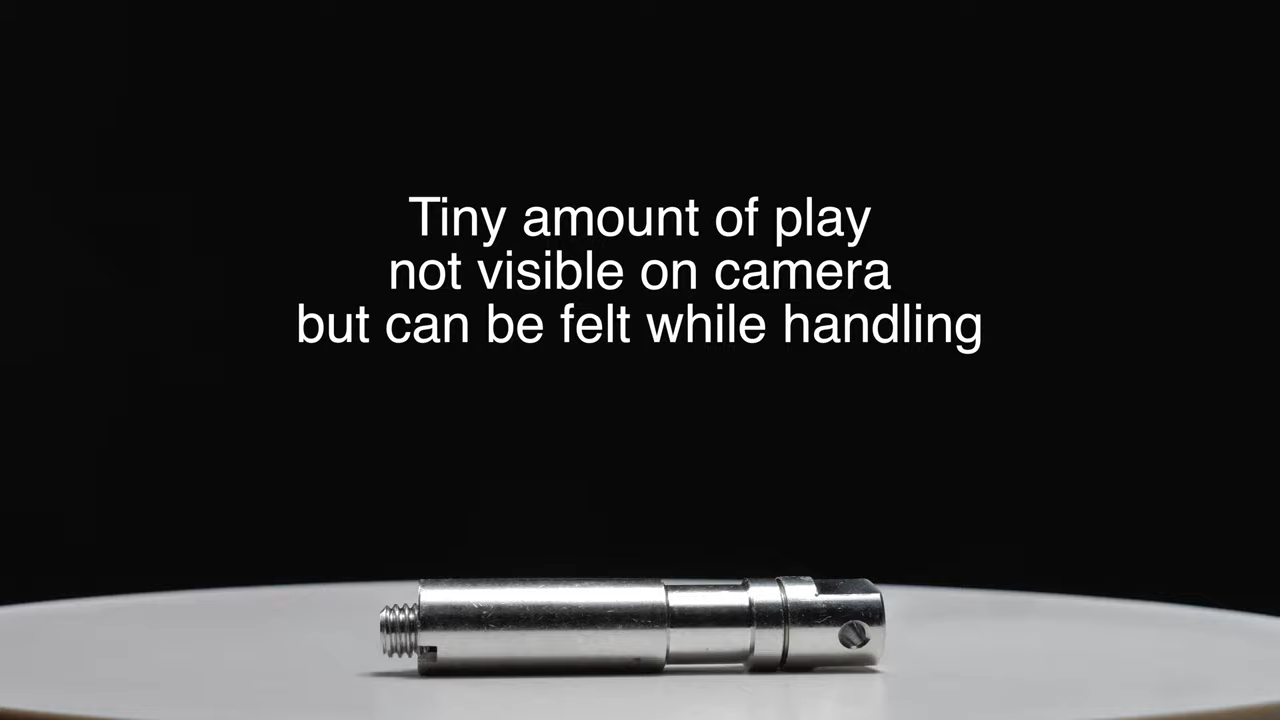 Tiny amount of play
not visible on camera
but can be felt while handling